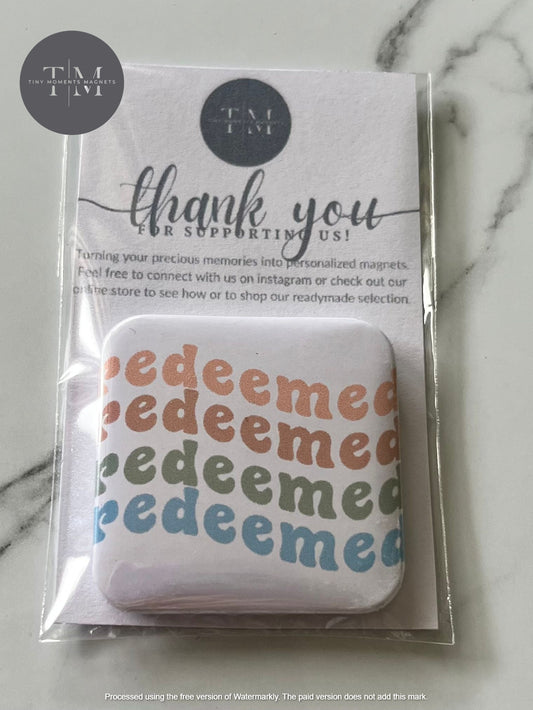 T|M
TINY MOMENTS MAGNETS
T|M
TINY MOMENTS MAGNETS
thank you
FOR SUPPORTING US!
Turning your precious memories into personalized magnets.
Feel free to connect with us on instagram or check out our
online store to see how or to shop our readymade selection
redeemed
redeemed
redeemed
redeemed
Processed using the free version of Watermarkly. The paid version does not add this mark.